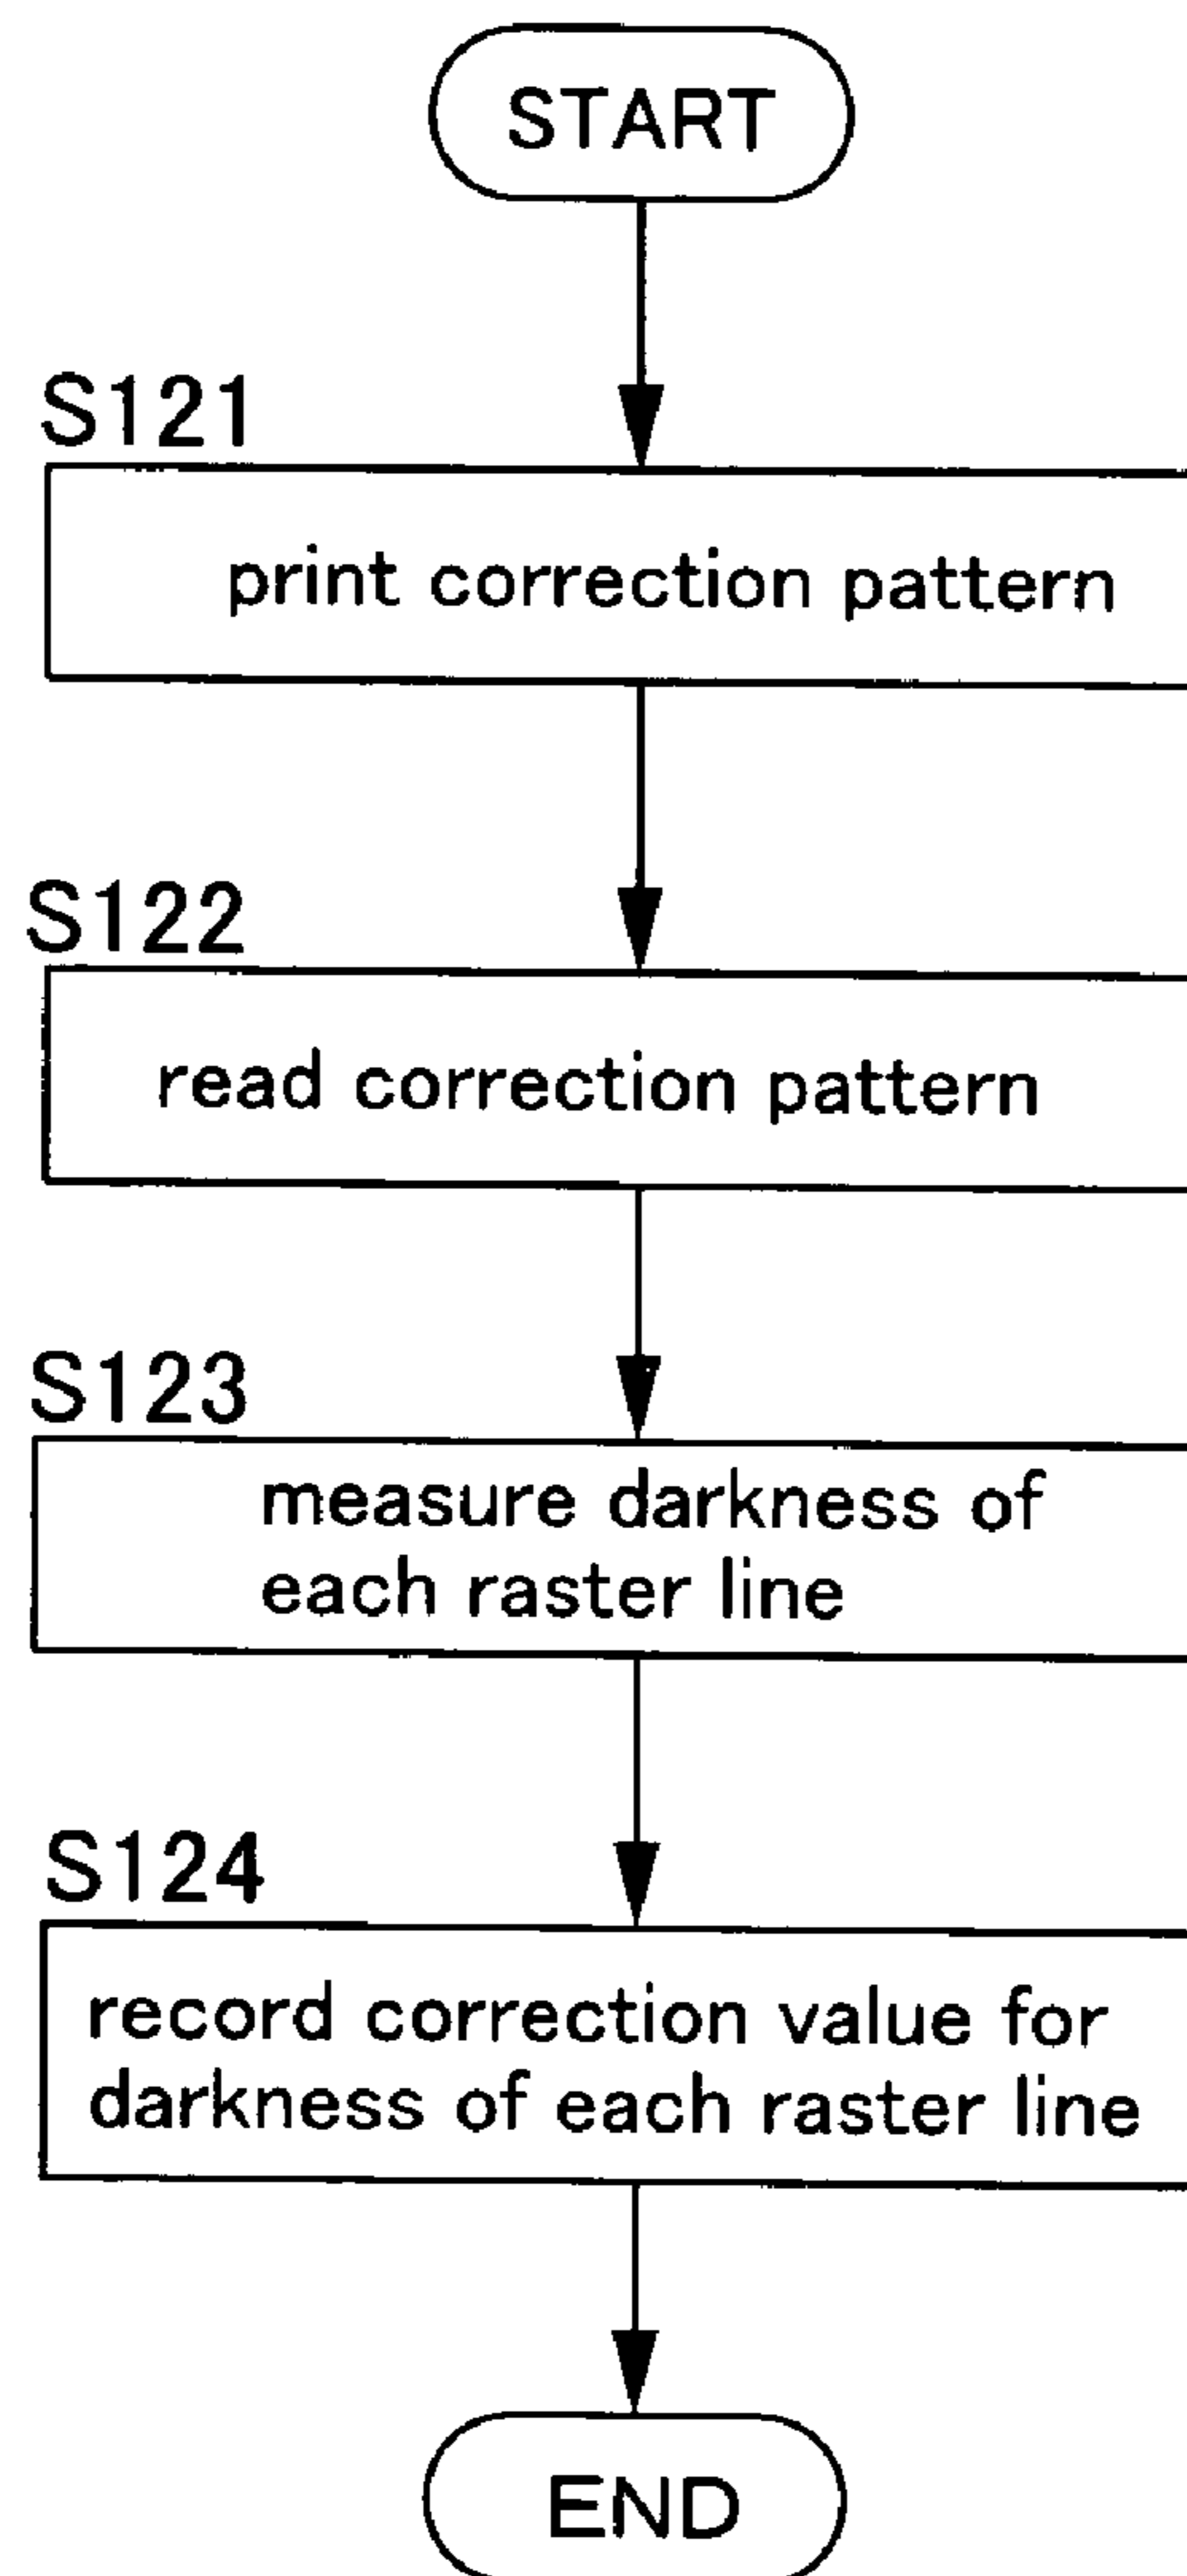 START
S121
print correction pattern
S122
read correction pattern
S123
measure darkness of
each raster line
S124
record correction value for
darkness of each raster line
END